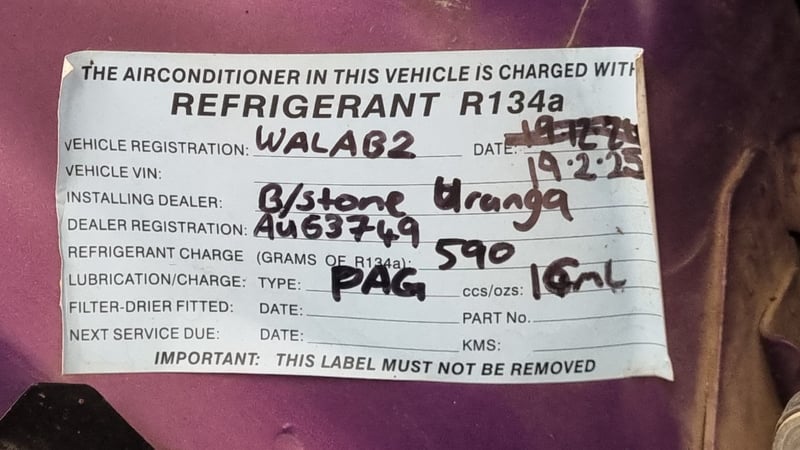 THE AIRCONDITIONER IN THIS VEHICLE IS CHARGED WITH
REFRIGERANT R134a
VEHICLE REGISTRATION: WALAB2 DATE:
19.2.25
VEHICLE VIN:
INSTALLING DEALER: B/stone Uranga
DEALER REGISTRATION: AU63749
REFRIGERANT CHARGE (GRAMS OF R134a): 590
LUBRICATION/CHARGE: TYPE: PAG ccs/ozs:
FILTER-DRIER FITTED: DATE: PART No.
NEXT SERVICE DUE: DATE: KMS:
IMPORTANT: THIS LABEL MUST NOT BE REMOVED